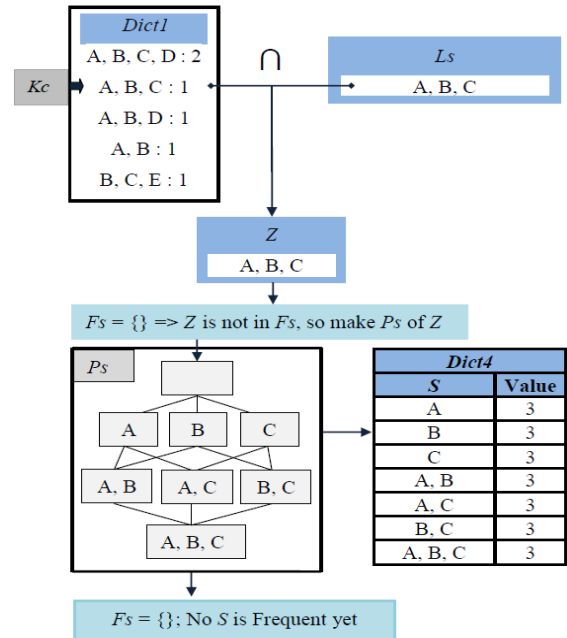 Dict1
A, B, C, D : 2
Kc
A, B, C : 1
A, B, D : 1
A, B : 1
B, C, E : 1
∩
Ls
A, B, C
Z
A, B, C
Fs = {} => Z is not in Fs, so make Ps of Z
Ps
A B C
A, B A, C B, C
A, B, C
Dict4
S Value
A 3
B 3
C 3
A, B 3
A, C 3
B, C 3
A, B, C 3
Fs = {}; No S is Frequent yet